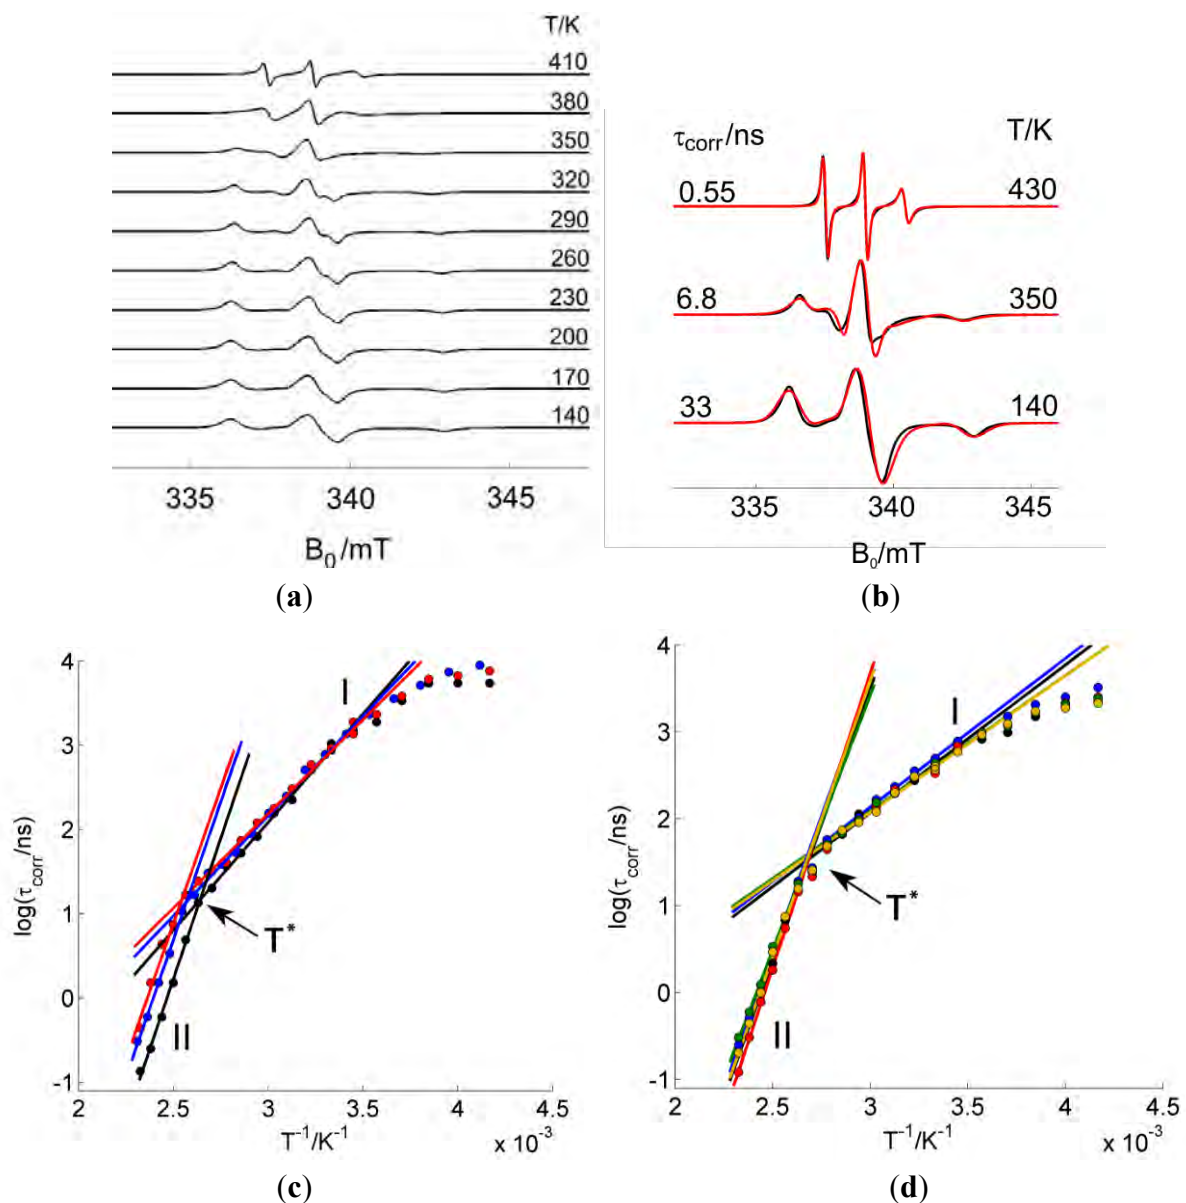 T/K
410
380
350
320
290
260
230
200
170
140
335
340
345
B0/mT
(a)
τcorr/ns
T/K
0.55
430
6.8
350
33
140
335
340
345
B0/mT
(b)
4
3
2
1
0
-1
log(τcorr/ns)
I
T*
II
2
2.5
3
3.5
4
4.5
T-1/K-1
x 10-3
(c)
4
3
2
1
0
-1
log(τcorr/ns)
I
T*
II
2
2.5
3
3.5
4
4.5
T-1/K-1
x 10-3
(d)